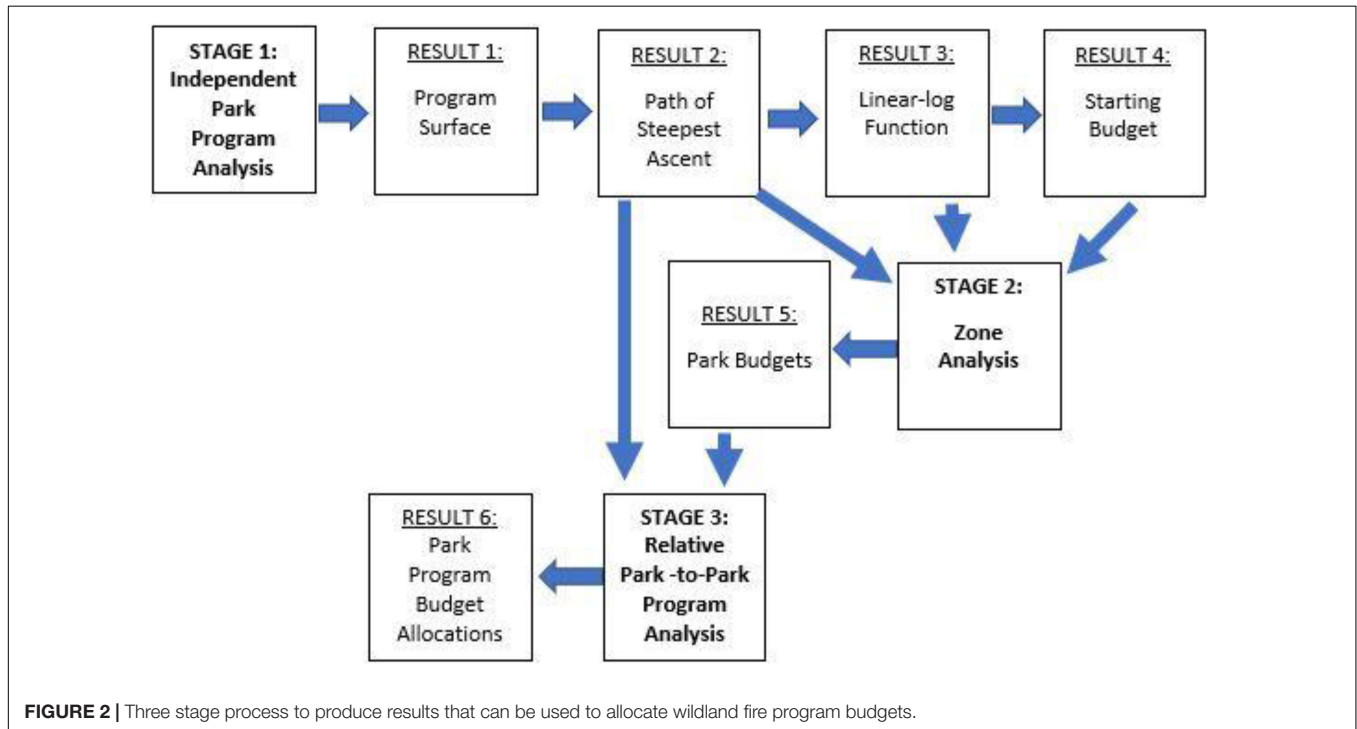 STAGE 1:
Independent
Park
Program
Analysis
RESULT 1:
Program
Surface
RESULT 2:
Path of
Steepest
Ascent
RESULT 3:
Linear-log
Function
RESULT 4:
Starting
Budget
RESULT 5:
Park Budgets
STAGE 2:
Zone
Analysis
RESULT 6:
Park
Program
Budget
Allocations
STAGE 3:
Relative
Park -to-Park
Program
Analysis
FIGURE 2 | Three stage process to produce results that can be used to allocate wildland fire program budgets.